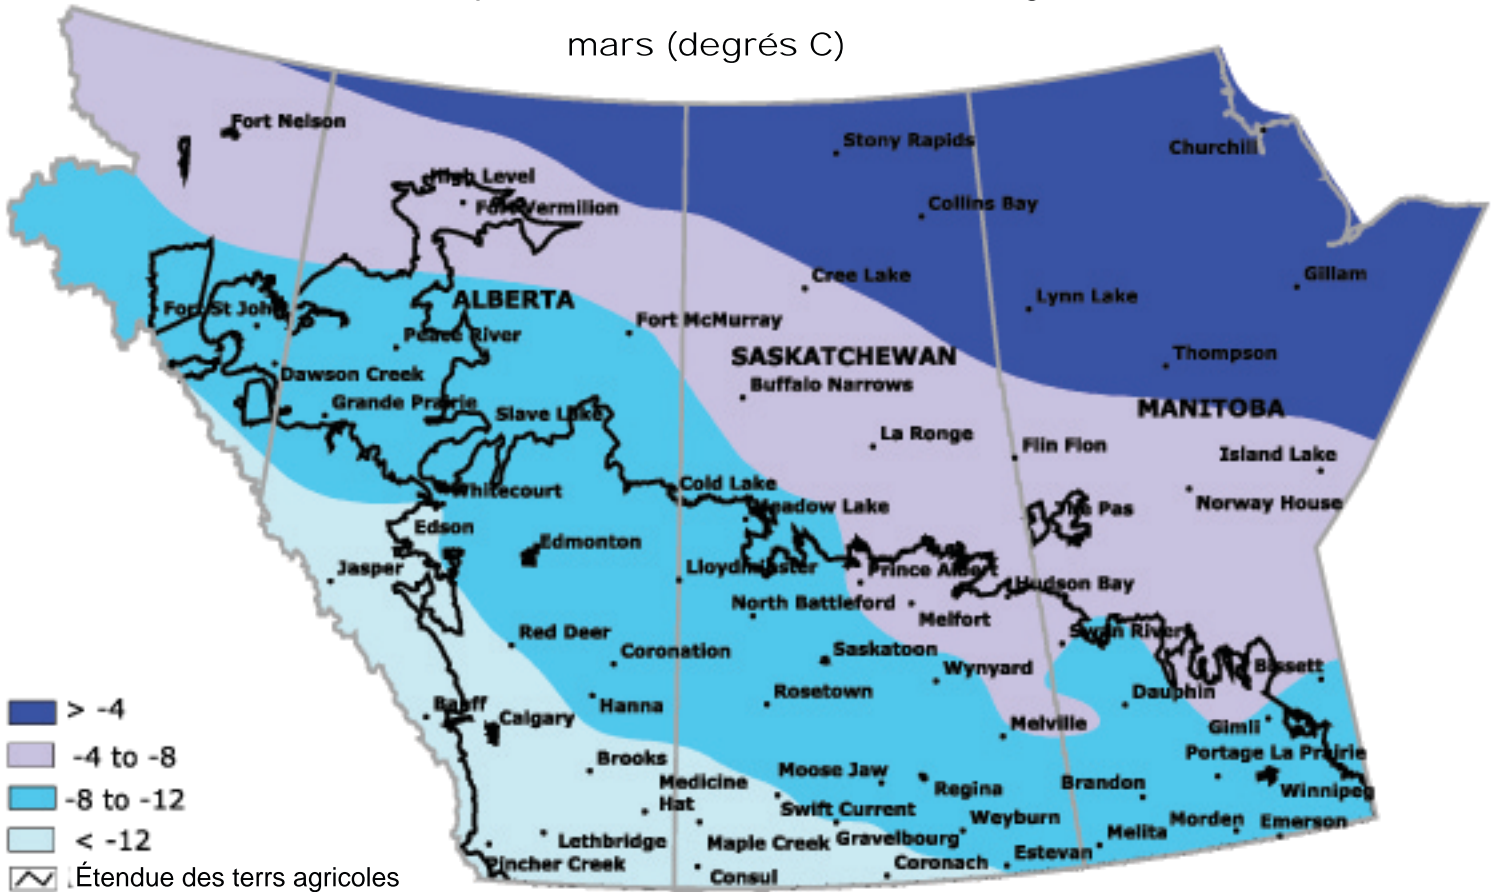 mars (degrés C)
Fort Nelson
Stony Rapids
Churchill
High Level
Fort Vermilion
Collins Bay
Cree Lake
Gillam
Lynn Lake
ALBERTA
Fort St John
Fort McMurray
Peace River
SASKATCHEWAN
Thompson
Dawson Creek
Buffalo Narrows
Grande Prairie
MANITOBA
Slave Lake
La Ronge
Flin Flon
Island Lake
Cold Lake
Whitecourt
Meadow Lake
The Pas
Norway House
Edson
Edmonton
Jasper
Lloydminster
Prince Albert
Hudson Bay
North Battleford
Melfort
Red Deer
Swan River
Coronation
Saskatoon
Wynyard
Bissett
Rosetown
Dauphin
Banff
Hanna
Calgary
Melville
Gimli
> -4
-4 to -8
-8 to -12
< -12
Étendue des terrs agricoles
Brooks
Portage La Prairie
Medicine
Hat
Moose Jaw
Regina
Brandon
Winnipeg
Swift Current
Weyburn
Morden
Emerson
Lethbridge
Maple Creek
Gravelbourg
Melita
Pincher Creek
Coronach
Estevan
Consul